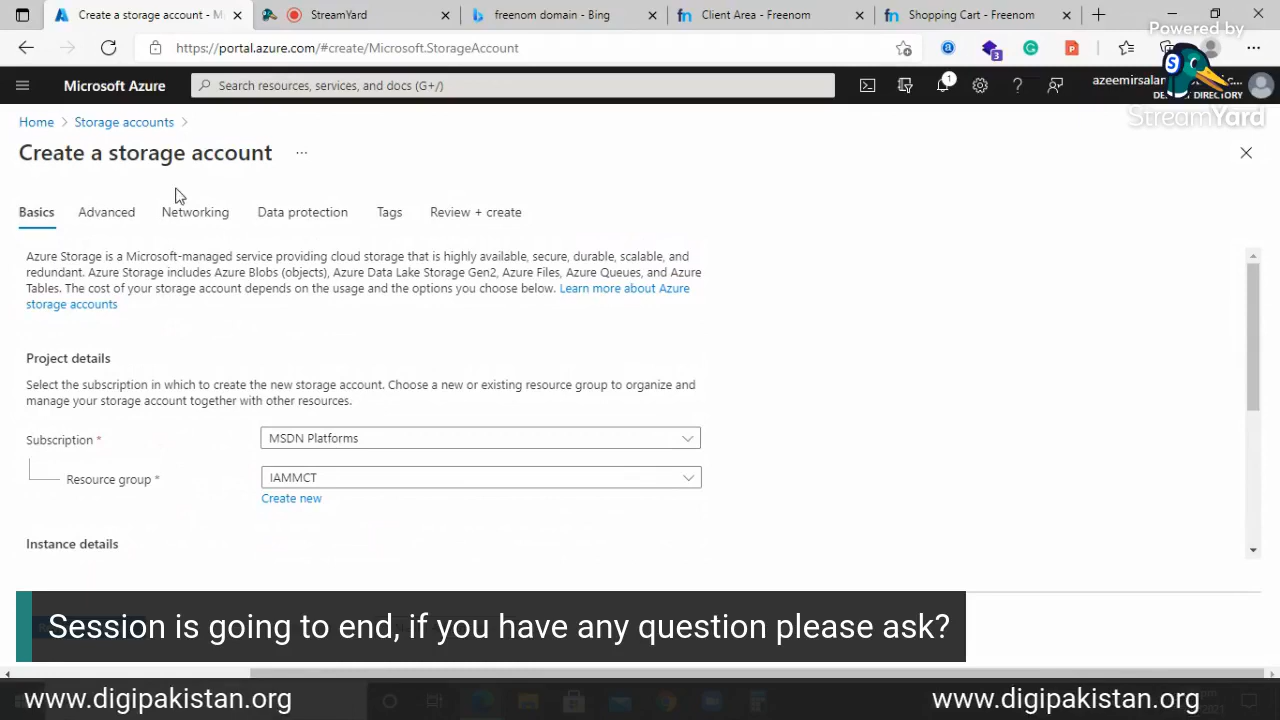 Create a storage account - M
StreamYard
freenom domain - Bing
Client Area - Freenom
Shopping Cart - Freenom
https://portal.azure.com/#create/Microsoft.StorageAccount
3
Powered by
StreamYard
Microsoft Azure
Search resources, services, and docs (G+/)
1
Home > Storage accounts >
Create a storage account ...
Basics Advanced Networking Data protection Tags Review + create
Azure Storage is a Microsoft-managed service providing cloud storage that is highly available, secure, durable, scalable, and
redundant. Azure Storage includes Azure Blobs (objects), Azure Data Lake Storage Gen2, Azure Files, Azure Queues, and Azure
Tables. The cost of your storage account depends on the usage and the options you choose below. Learn more about Azure
storage accounts
Project details
Select the subscription in which to create the new storage account. Choose a new or existing resource group to organize and
manage your storage account together with other resources.
Subscription * MSDN Platforms
Resource group * IAMMCT
Create new
Instance details
Session is going to end, if you have any question please ask?
www.digipakistan.org
www.digipakistan.org